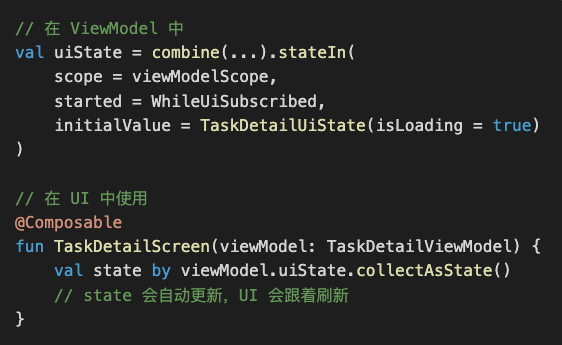 // 在 ViewModel 中
val uiState = combine(...).stateIn(
    scope = viewModelScope,
    started = WhileUiSubscribed,
    initialValue = TaskDetailUiState(isLoading = true)
)

// 在 UI 中使用
@Composable
fun TaskDetailScreen(viewModel: TaskDetailViewModel) {
    val state by viewModel.uiState.collectAsState()
    // state 会自动更新，UI 会跟着刷新
}